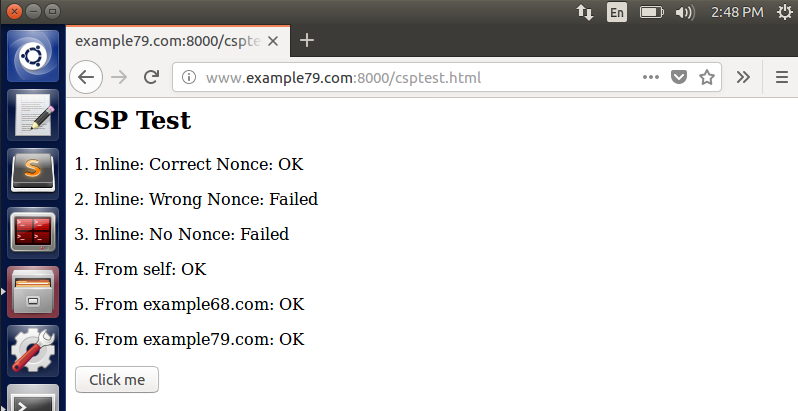 En 2:48 PM
example79.com:8000/cspte
www.example79.com:8000/csptest.html
CSP Test
1. Inline: Correct Nonce: OK
2. Inline: Wrong Nonce: Failed
3. Inline: No Nonce: Failed
4. From self: OK
5. From example68.com: OK
6. From example79.com: OK
Click me